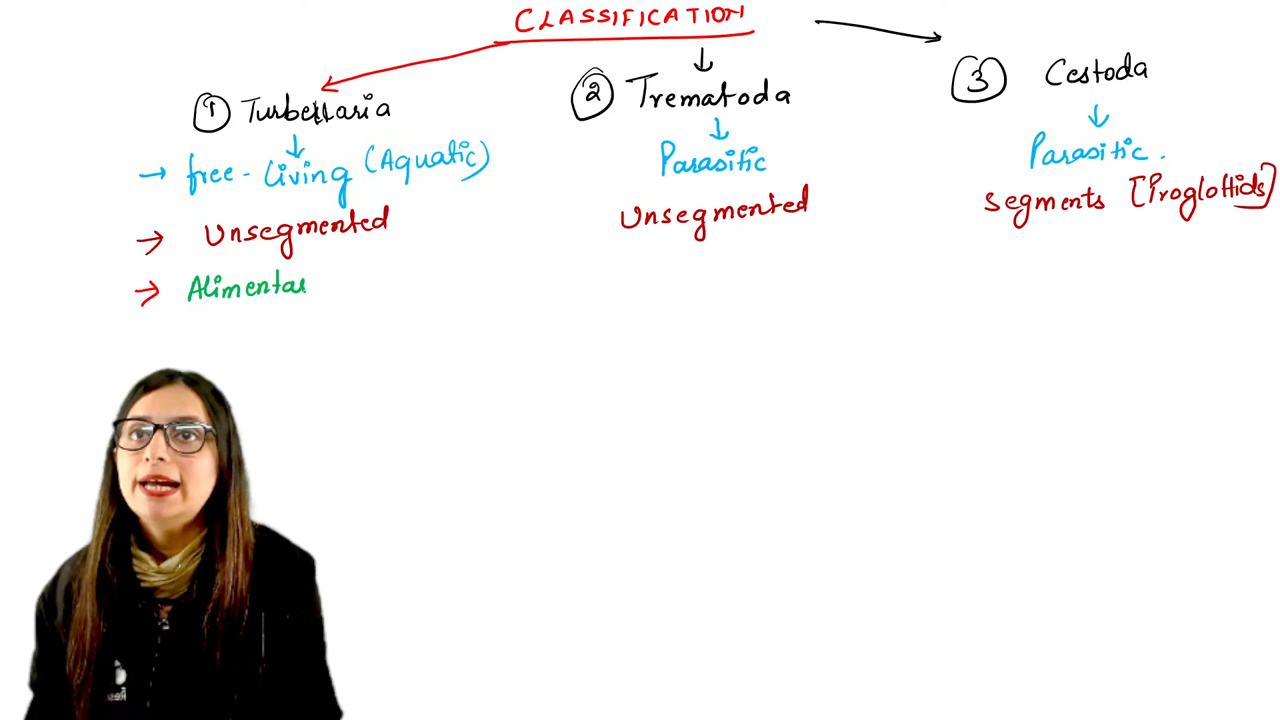 CLASSIFICATION
① Turbellaria
→ free-living (Aquatic)
→ Unsegmented
→ Alimentar
② Trematoda
Parasitic
Unsegmented
③ Cestoda
Parasitic.
segments [Proglottids]